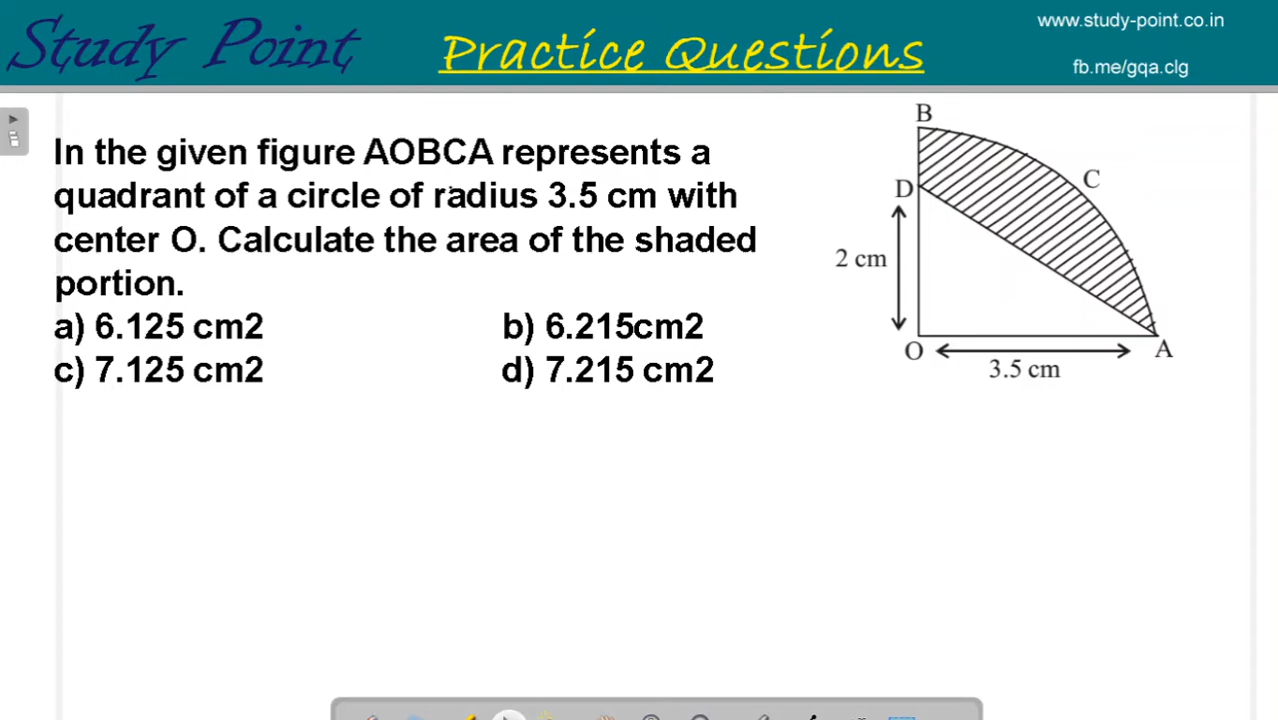 Study Point
Practice Questions
www.study-point.co.in
fb.me/gqa.clg
In the given figure AOBCA represents a
quadrant of a circle of radius 3.5 cm with
center O. Calculate the area of the shaded
portion.
a) 6.125 cm2 b) 6.215cm2
c) 7.125 cm2 d) 7.215 cm2
B
C
D
2 cm
O
A
3.5 cm